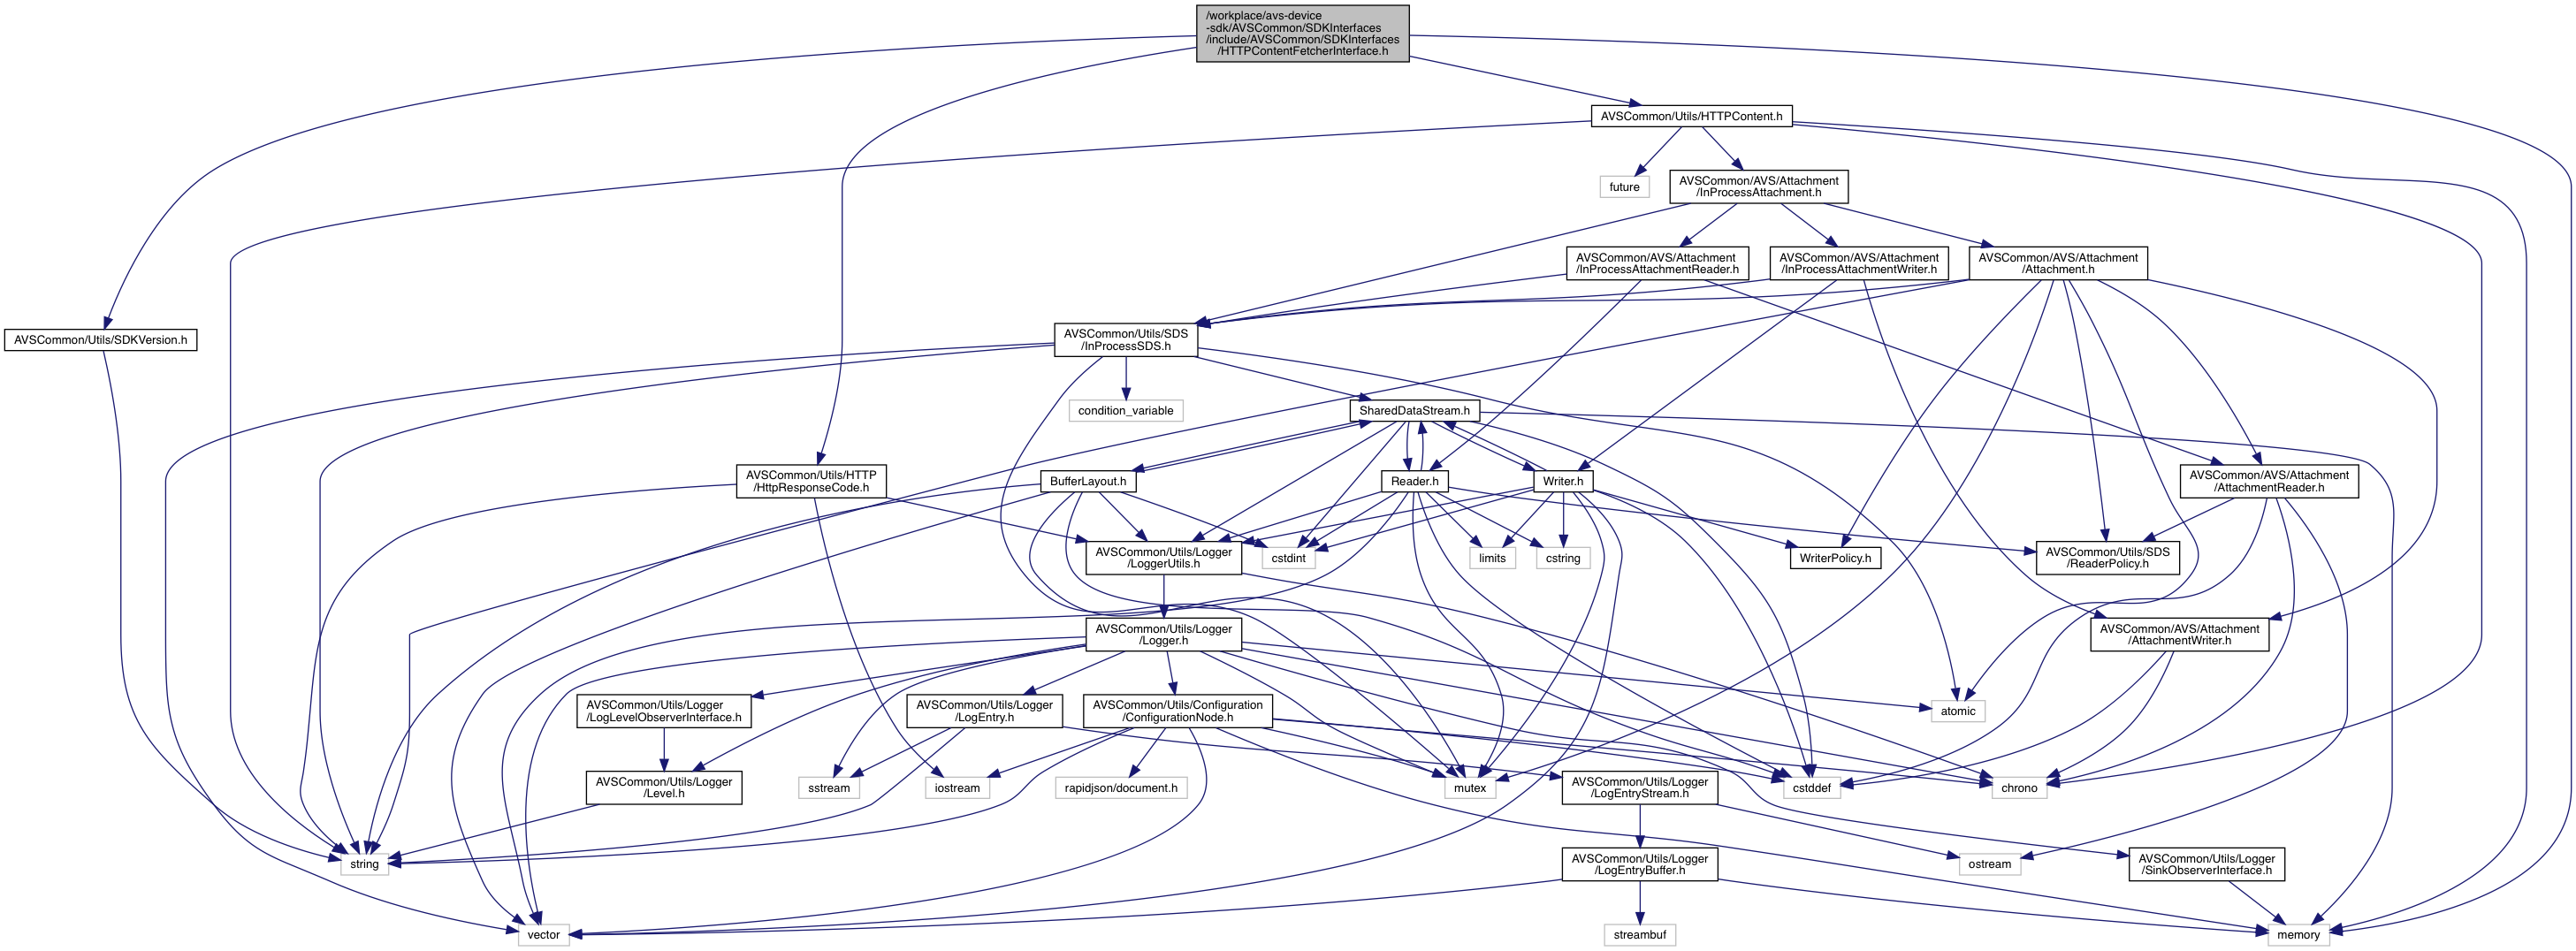 /workplace/avs-device
-sdk/AVSCommon/SDKInterfaces
/include/AVSCommon/SDKInterfaces
/HTTPContentFetcherInterface.h
AVSCommon/Utils/HTTPContent.h
future
AVSCommon/AVS/Attachment
/InProcessAttachment.h
AVSCommon/AVS/Attachment
/InProcessAttachmentReader.h
AVSCommon/AVS/Attachment
/InProcessAttachmentWriter.h
AVSCommon/AVS/Attachment
/Attachment.h
AVSCommon/Utils/SDKVersion.h
AVSCommon/Utils/SDS
/InProcessSDS.h
condition_variable
SharedDataStream.h
AVSCommon/Utils/HTTP
/HttpResponseCode.h
BufferLayout.h
Reader.h
Writer.h
AVSCommon/AVS/Attachment
/AttachmentReader.h
AVSCommon/Utils/Logger
/LoggerUtils.h
cstdint
limits
cstring
WriterPolicy.h
AVSCommon/Utils/SDS
/ReaderPolicy.h
AVSCommon/Utils/Logger
/Logger.h
AVSCommon/AVS/Attachment
/AttachmentWriter.h
AVSCommon/Utils/Logger
/LogLevelObserverInterface.h
AVSCommon/Utils/Logger
/LogEntry.h
AVSCommon/Utils/Configuration
/ConfigurationNode.h
atomic
AVSCommon/Utils/Logger
/Level.h
sstream
iostream
rapidjson/document.h
mutex
AVSCommon/Utils/Logger
/LogEntryStream.h
cstddef
chrono
string
AVSCommon/Utils/Logger
/LogEntryBuffer.h
ostream
AVSCommon/Utils/Logger
/SinkObserverInterface.h
vector
streambuf
memory